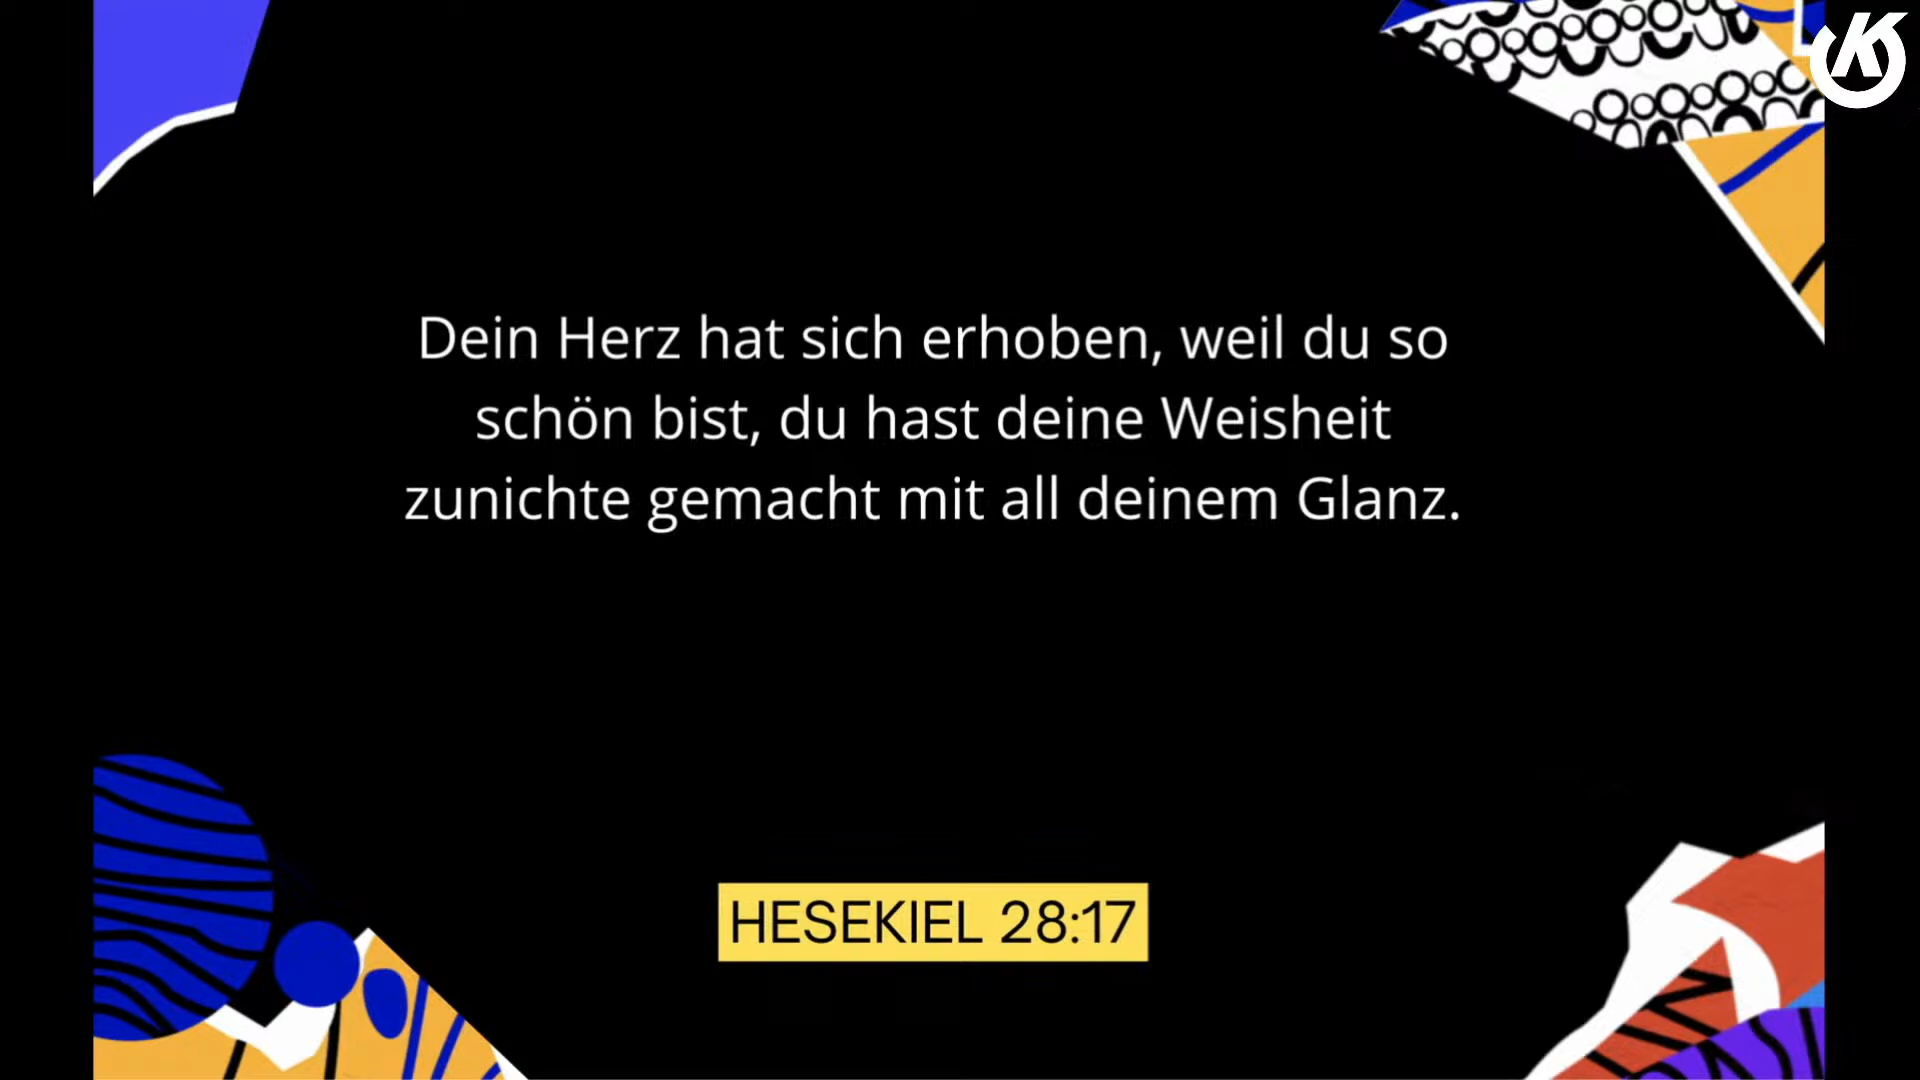 Dein Herz hat sich erhoben, weil du so
schön bist, du hast deine Weisheit
zunichte gemacht mit all deinem Glanz.
HESEKIEL 28:17